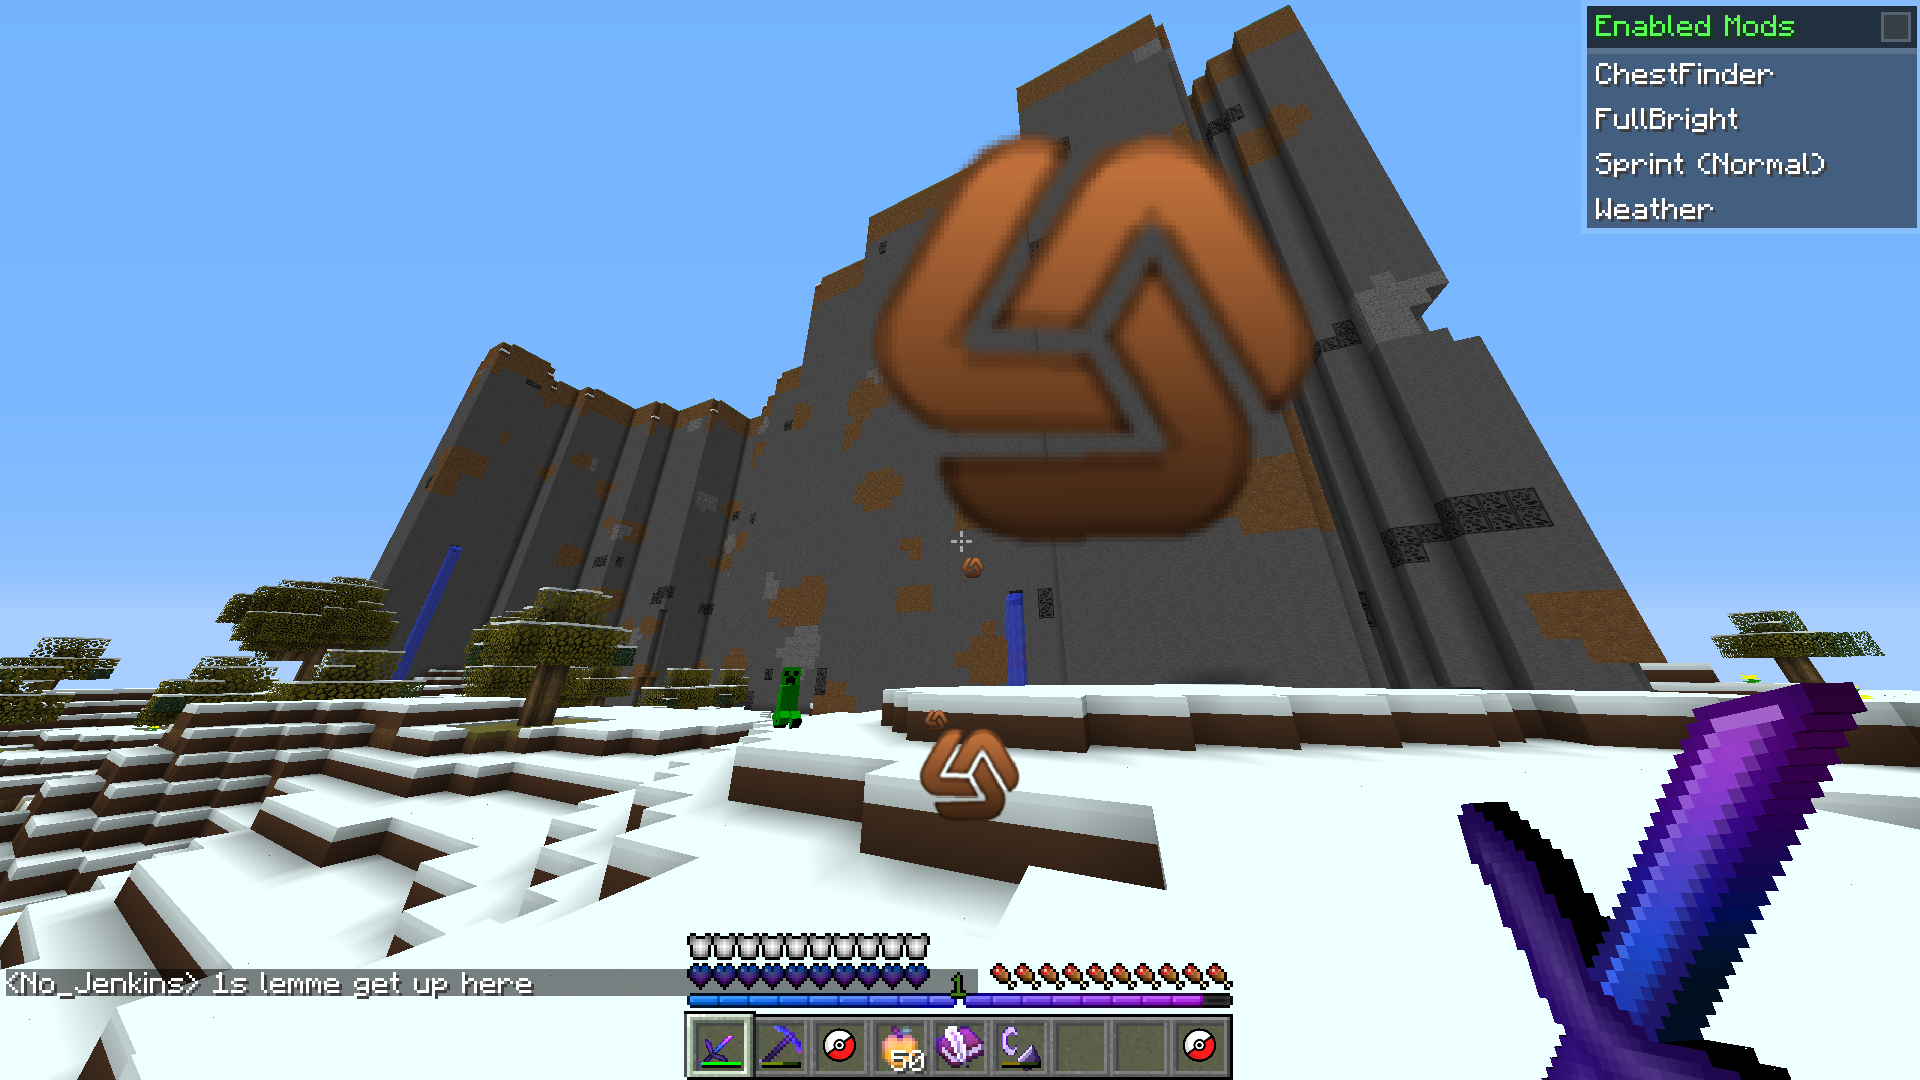 Enabled Mods
ChestFinder
FullBright
Sprint (Normal)
Weather
<No_Jenkins> 1s lemme get up here
1
50